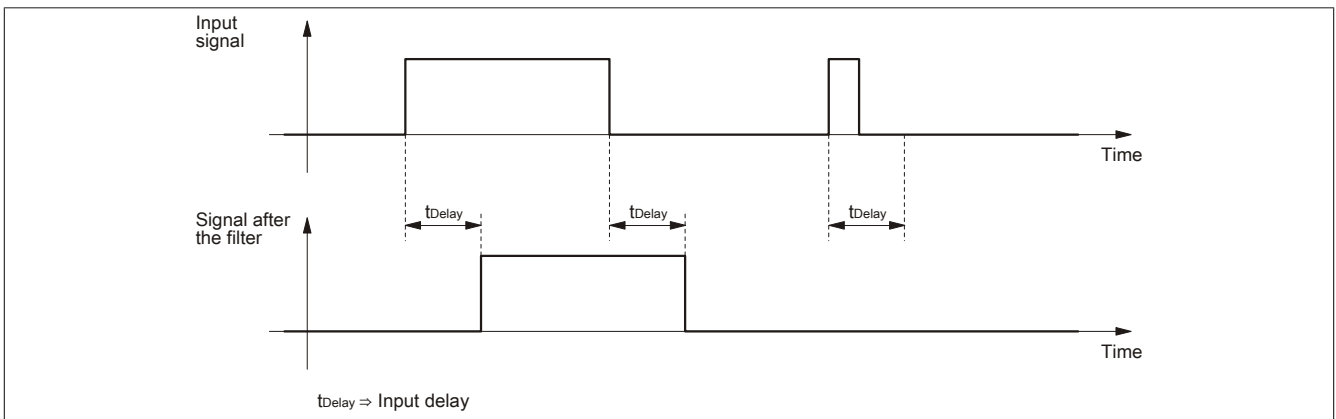 Input
signal
Time
Signal after
the filter
tDelay
tDelay
tDelay
Time
tDelay ⇒ Input delay